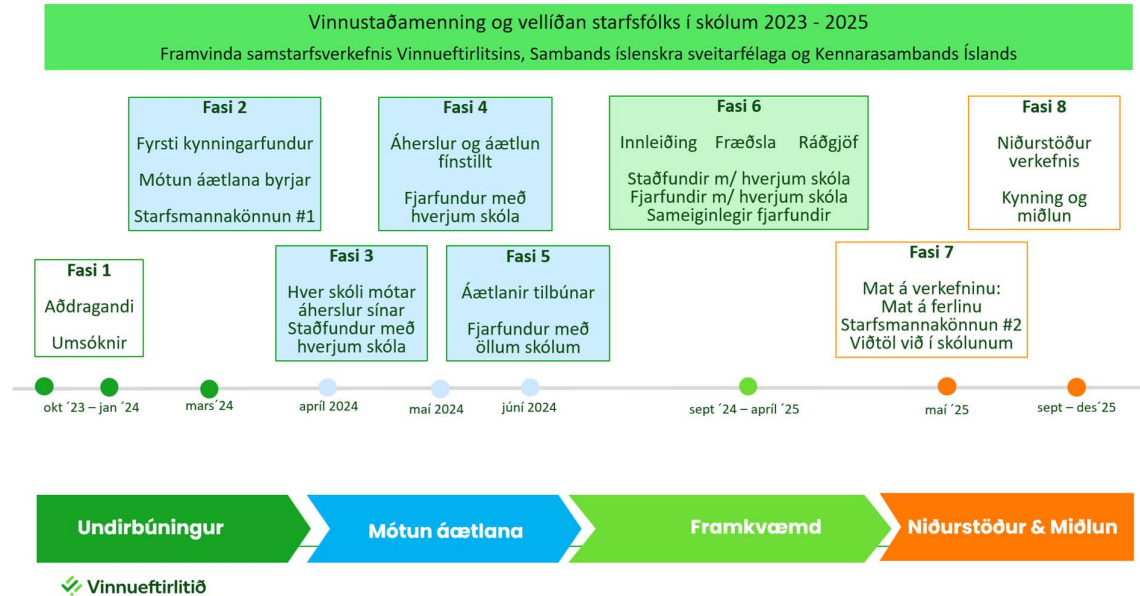 Vinnustaðamenning og vellíðan starfsfólks í skólum 2023 - 2025
Framvinda samstarfsverkefnis Vinnueftirlitsins, Sambands íslenskra sveitarfélaga og Kennarasambands Íslands
Fasi 1
Aðdragandi
Umsóknir
Fasi 2
Fyrsti kynningarfundur
Mótun áætlana byrjar
Starfsmannakönnun #1
Fasi 3
Hver skóli mótar
áherslur sínar
Staðfundur með
hverjum skóla
Fasi 4
Áherslur og áætlun
fínstillt
Fjarfundur með
hverjum skóla
Fasi 5
Áætlanir tilbúnar
Fjarfundur með
öllum skólum
Fasi 6
Innleiðing Fræðsla Ráðgjöf
Staðfundir m/ hverjum skóla
Fjarfundir m/ hverjum skóla
Sameiginlegir fjarfundir
Fasi 7
Mat á verkefninu:
Mat á ferlinu
Starfsmannakönnun #2
Viðtöl við í skólunum
Fasi 8
Niðurstöður
verkefnis
Kynning og
miðlun
okt ´23 – jan ´24
mars´24
apríl 2024
maí 2024
júní 2024
sept ´24 – apríl ´25
maí ´25
sept – des´25
Undirbúningur
Mótun áætlana
Framkvæmd
Niðurstöður & Miðlun
Vinnueftirlitið